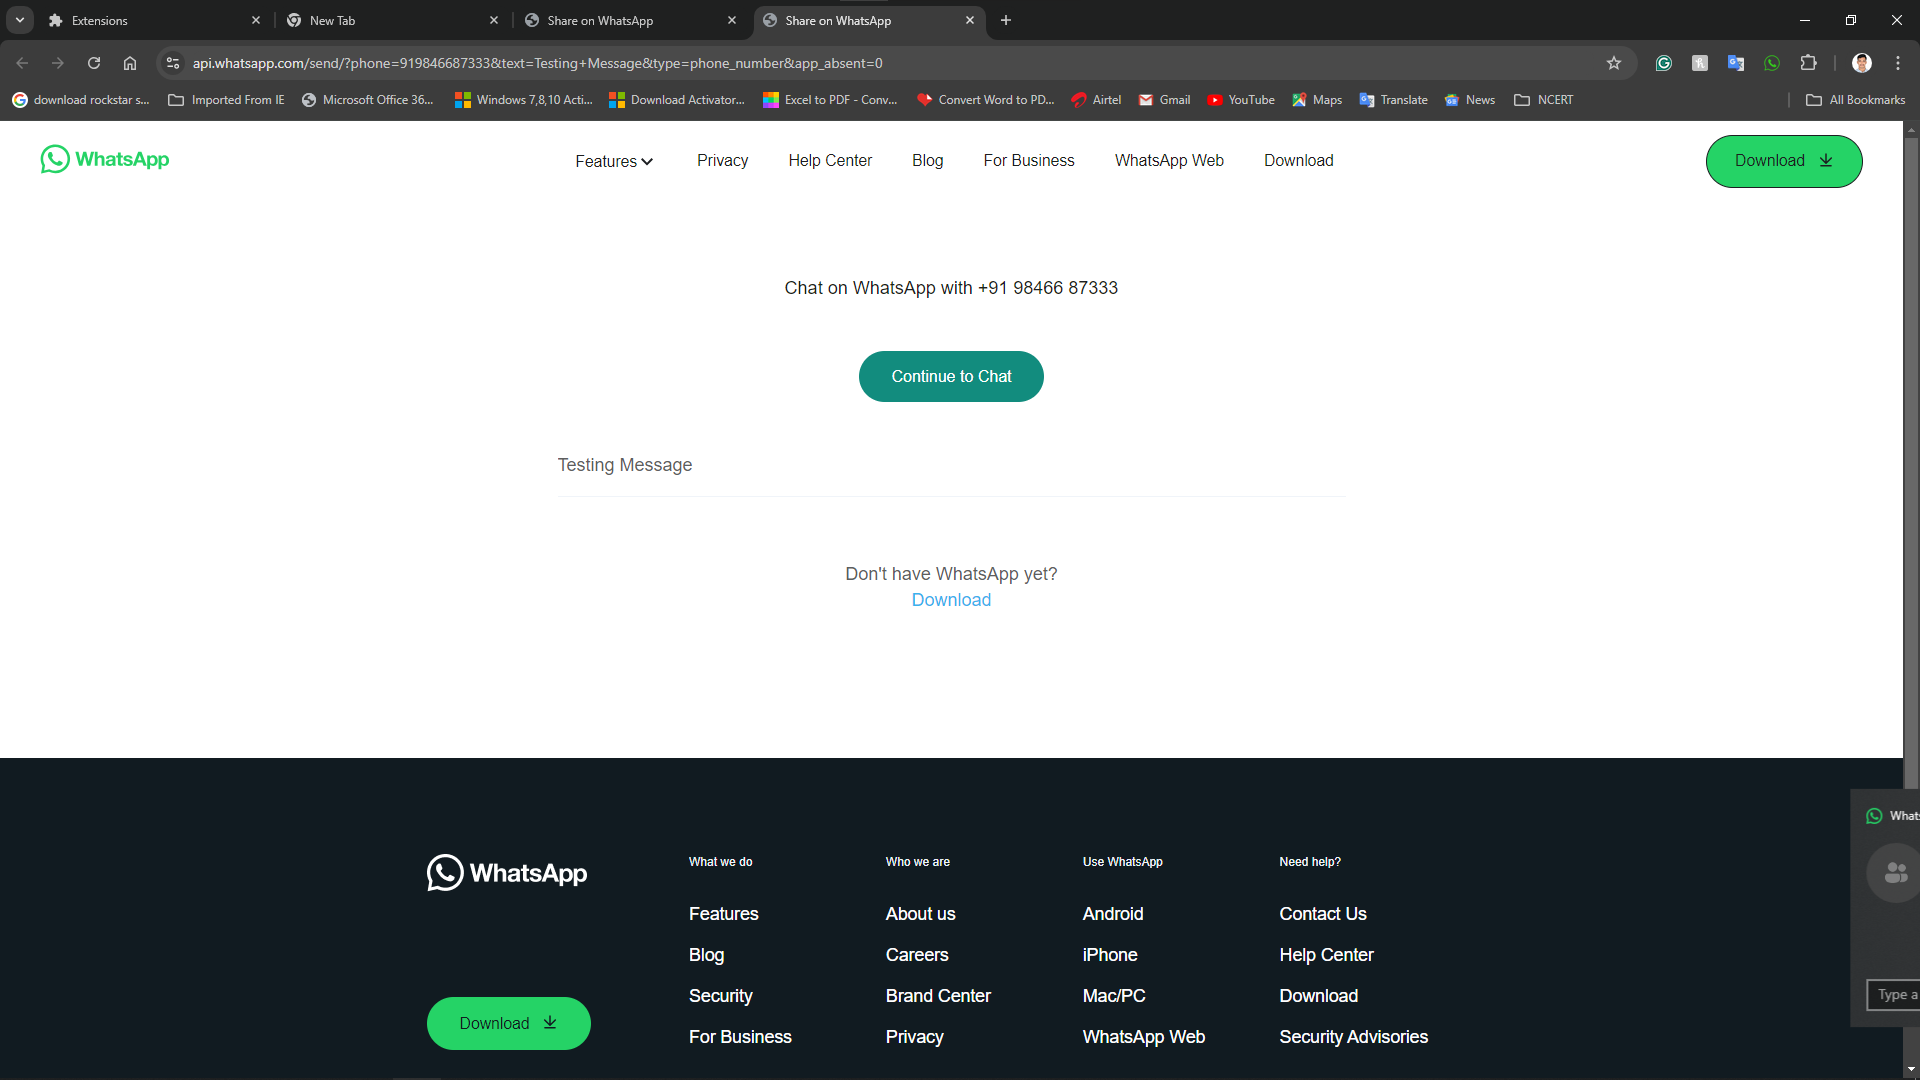 Extensions
New Tab
Share on WhatsApp
Share on WhatsApp
api.whatsapp.com/send/?phone=919846687333&text=Testing+Message&type=phone_number&app_absent=0
download rockstar s...
Imported From IE
Microsoft Office 36...
Windows 7,8,10 Acti...
Download Activator...
Excel to PDF - Conv...
Convert Word to PD...
Airtel
Gmail
YouTube
Maps
Translate
News
NCERT
All Bookmarks
WhatsApp
Features
Privacy
Help Center
Blog
For Business
WhatsApp Web
Download
Download
Chat on WhatsApp with +91 98466 87333
Continue to Chat
Testing Message
Don't have WhatsApp yet?
Download
WhatsApp
Download
What we do
Features
Blog
Security
For Business
Who we are
About us
Careers
Brand Center
Privacy
Use WhatsApp
Android
iPhone
Mac/PC
WhatsApp Web
Need help?
Contact Us
Help Center
Download
Security Advisories
Type a